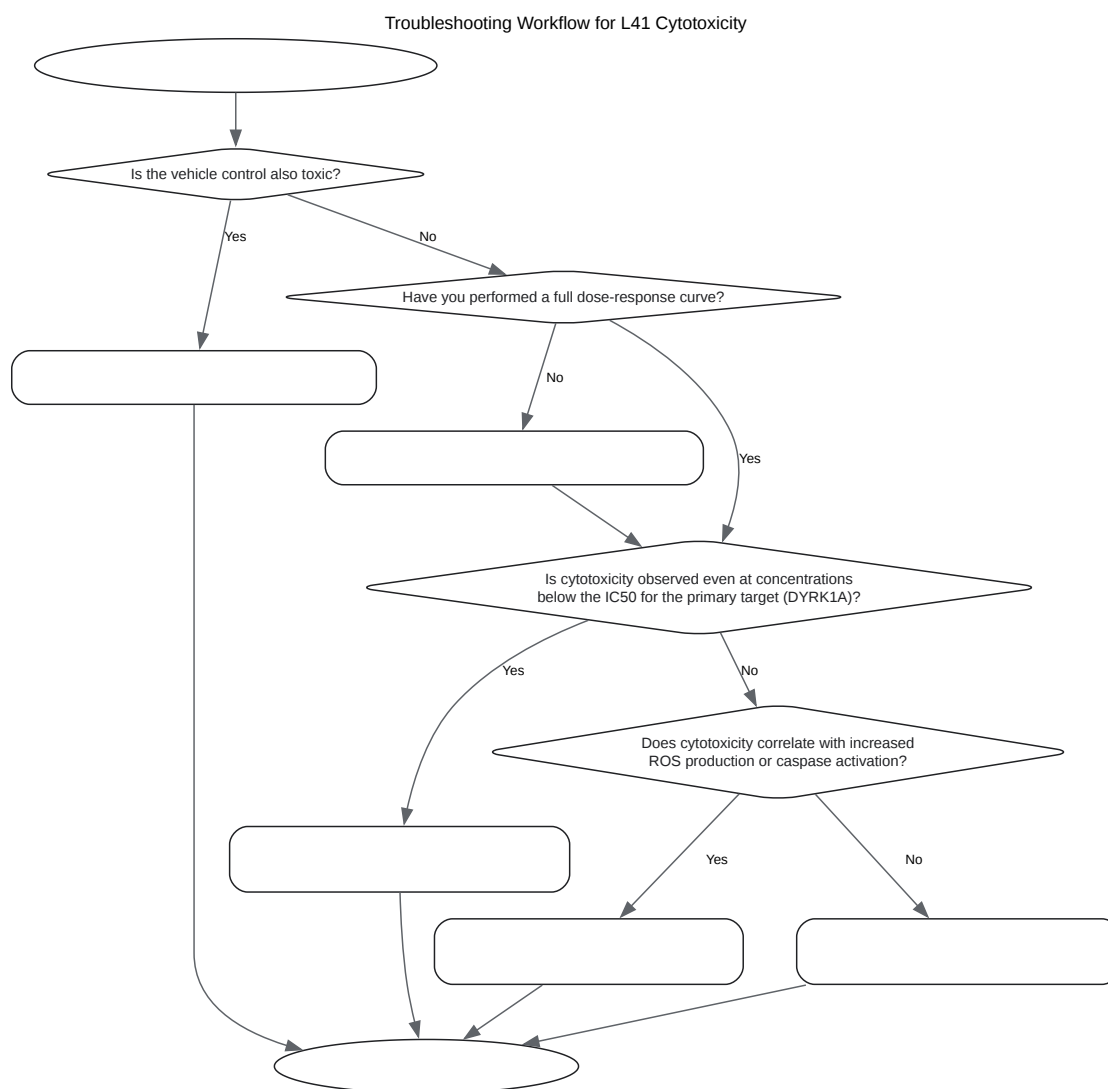 Troubleshooting Workflow for L41 Cytotoxicity
Is the vehicle control also toxic?
Yes
No
Have you performed a full dose-response curve?
No
Yes
Is cytotoxicity observed even at concentrations
below the IC50 for the primary target (DYRK1A)?
Yes
No
Does cytotoxicity correlate with increased
ROS production or caspase activation?
Yes
No